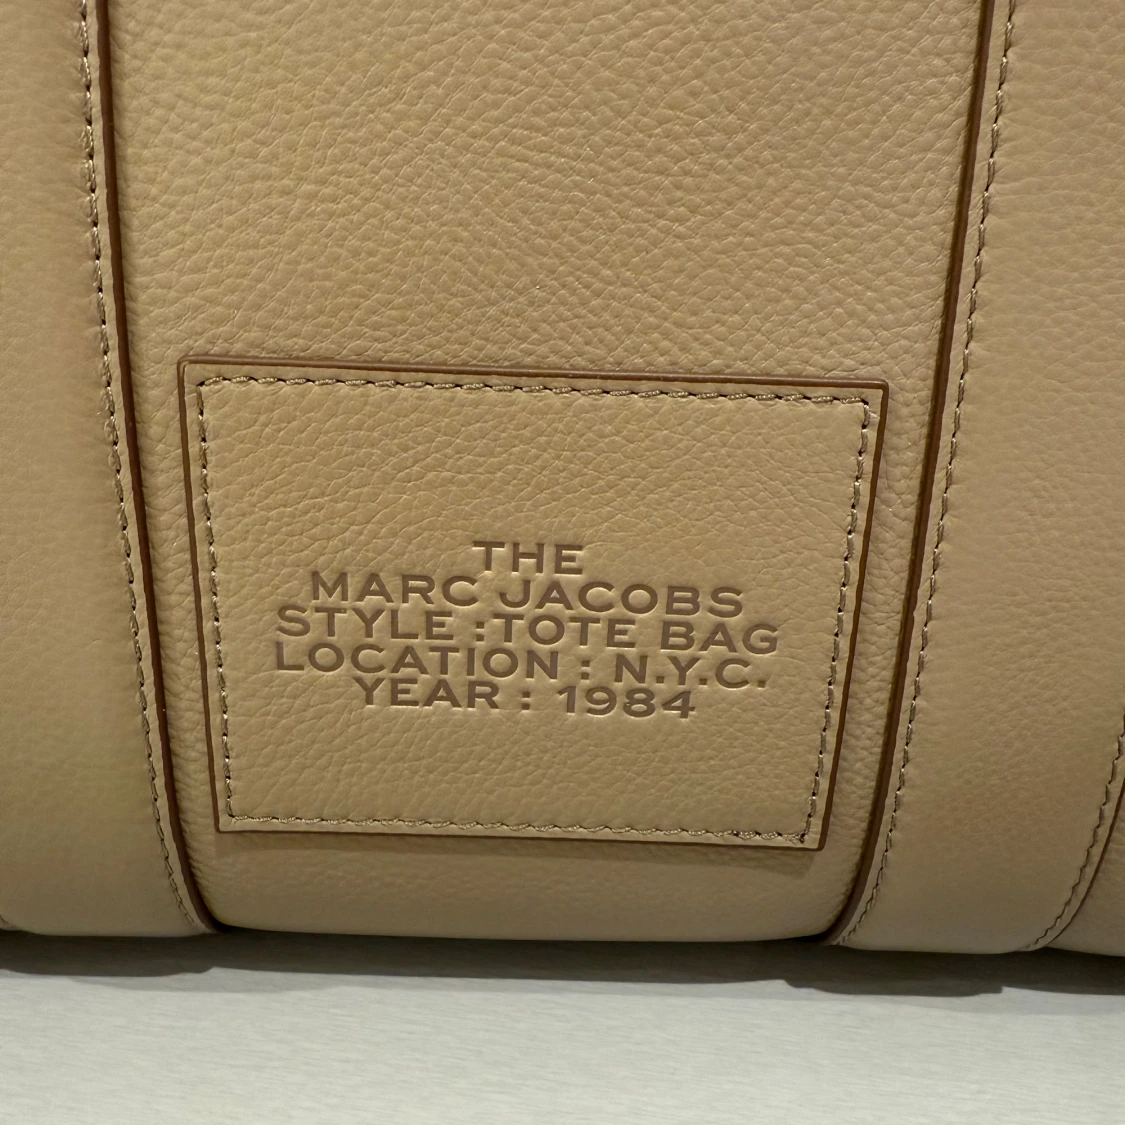 THE
MARC JACOBS
STYLE :TOTE BAG
LOCATION : N.Y.C.
YEAR : 1984